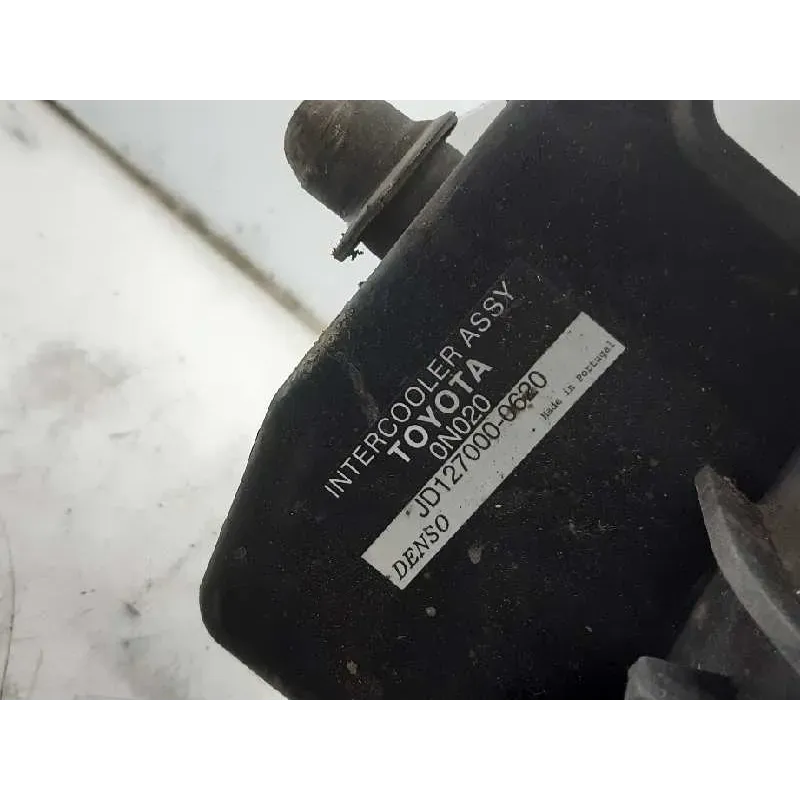 INTERCOOLER ASSY
TOYOTA
0N020
JD127000-0620
DENSO
Made in Portugal